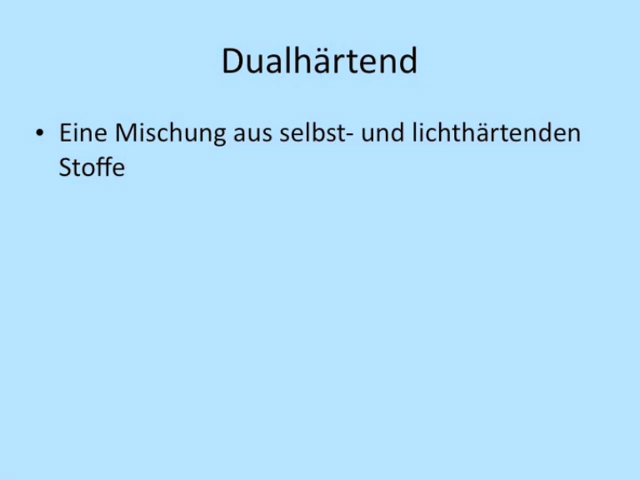 Dualhärtend
• Eine Mischung aus selbst- und lichthärtenden
Stoffe